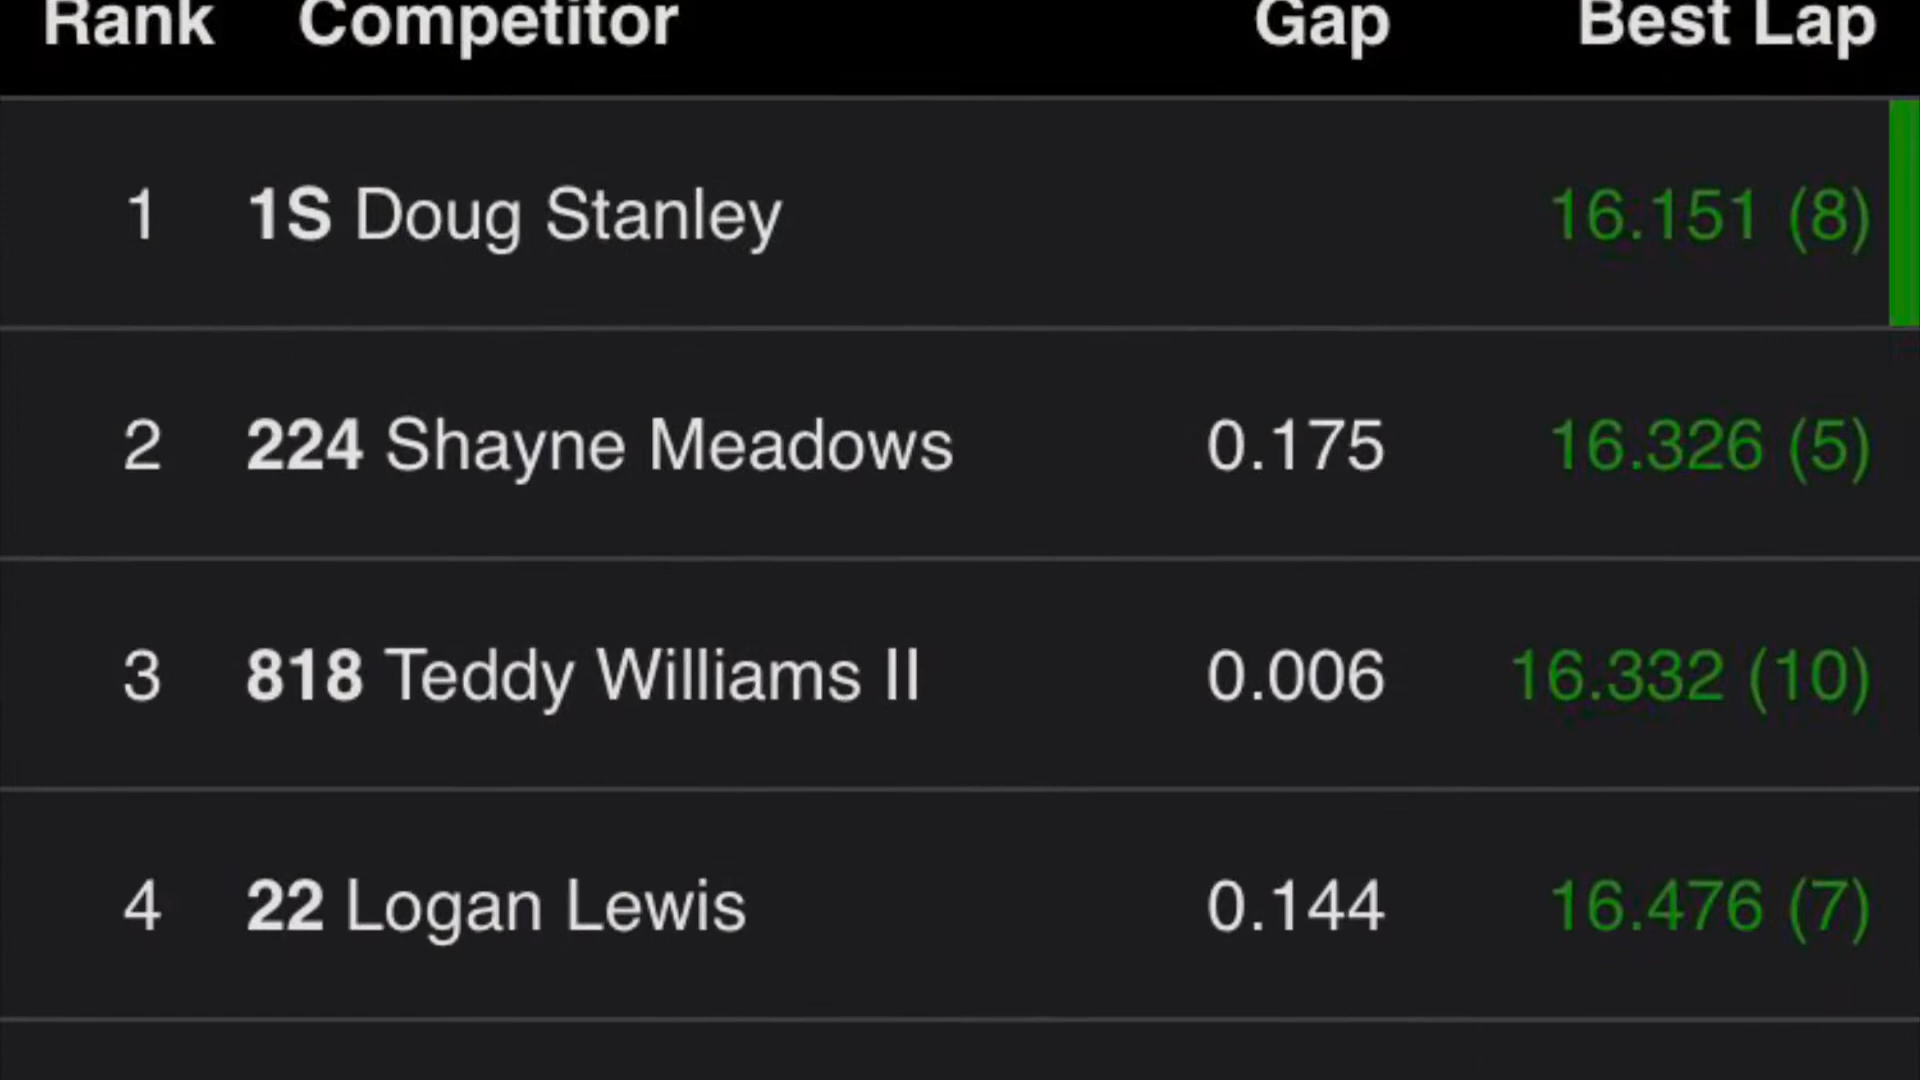 Rank Competitor Gap Best Lap
1 1S Doug Stanley 16.151 (8)
2 224 Shayne Meadows 0.175 16.326 (5)
3 818 Teddy Williams II 0.006 16.332 (10)
4 22 Logan Lewis 0.144 16.476 (7)